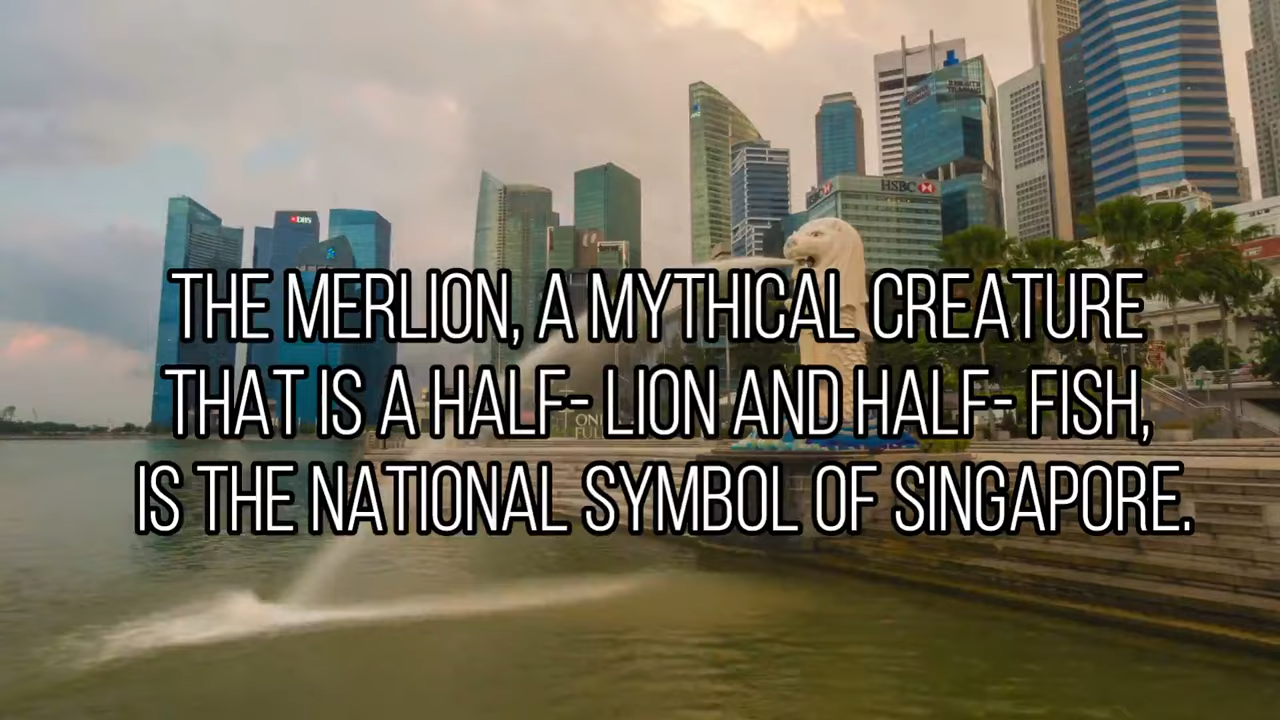 DBS
HSBC
THE MERLION, A MYTHICAL CREATURE
THAT IS A HALF- LION AND HALF- FISH,
IS THE NATIONAL SYMBOL OF SINGAPORE.